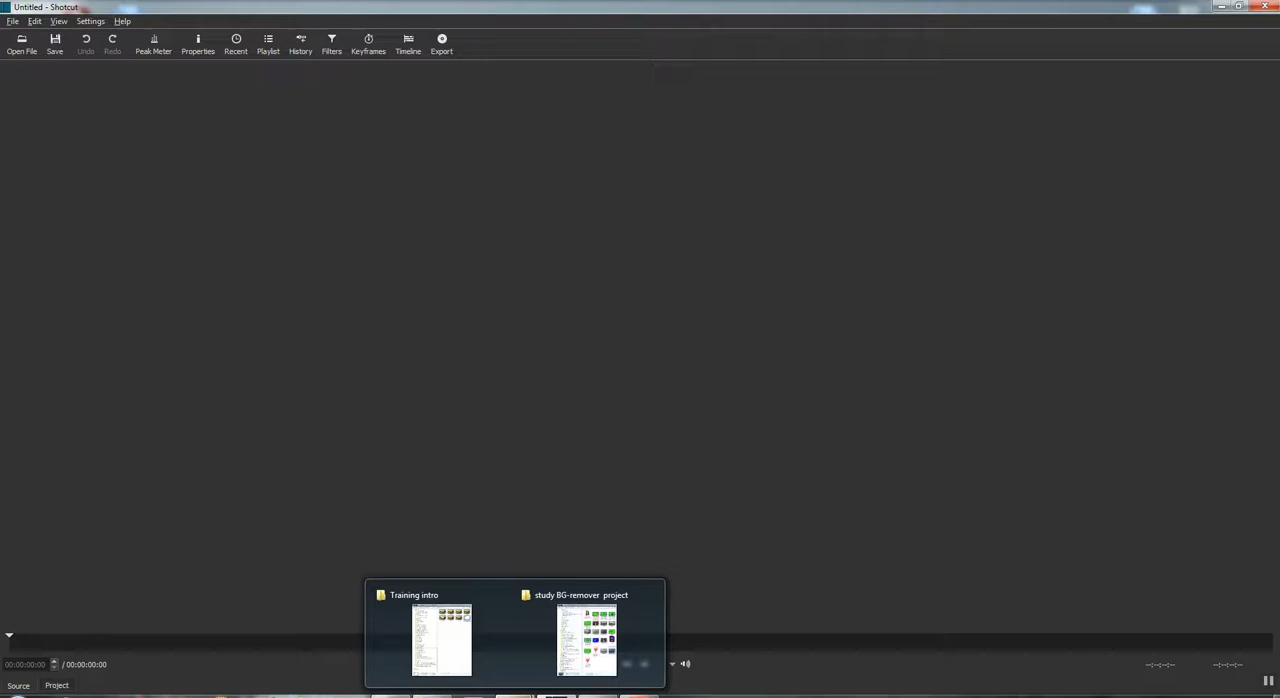 Untitled - Shotcut
File Edit View Settings Help
Open File Save Undo Redo Peak Meter Properties Recent Playlist History Filters Keyframes Timeline Export
Training intro study BG-remover project
00:00:00:00 / 00:00:00:00 --:--:--:-- --:--:--:--
Source Project